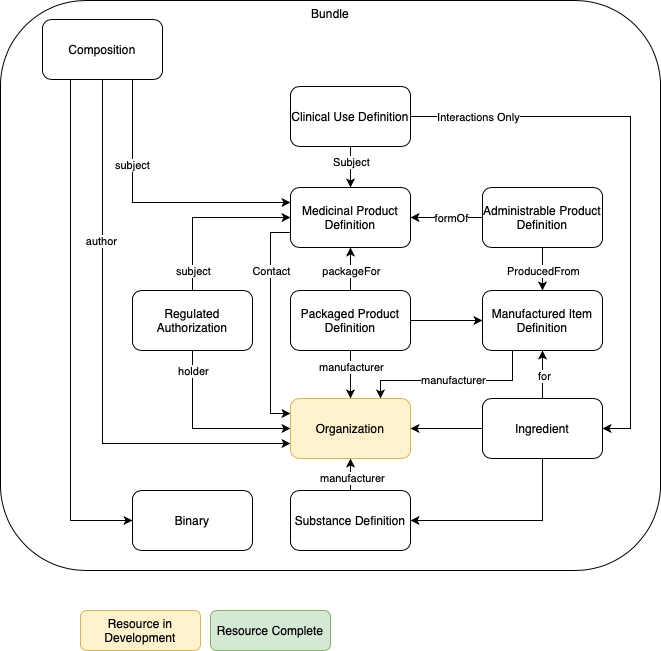 Bundle
Composition
Clinical Use Definition
Interactions Only
subject
Subject
Medicinal Product
Definition
formOf
Administrable Product
Definition
author
subject
Contact
packageFor
ProducedFrom
Regulated
Authorization
Packaged Product
Definition
Manufactured Item
Definition
holder
manufacturer
manufacturer
for
Organization
Ingredient
manufacturer
Binary
Substance Definition
Resource in
Development
Resource Complete